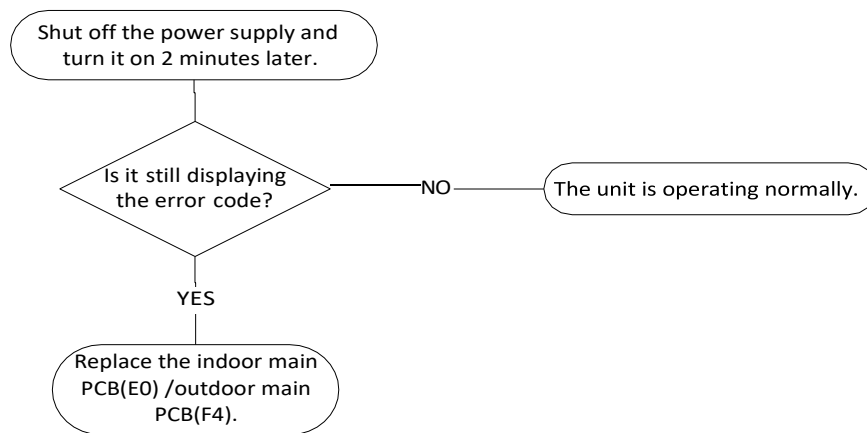 Shut off the power supply and
turn it on 2 minutes later.
Is it still displaying
the error code?
NO
The unit is operating normally.
YES
Replace the indoor main
PCB(E0) /outdoor main
PCB(F4).